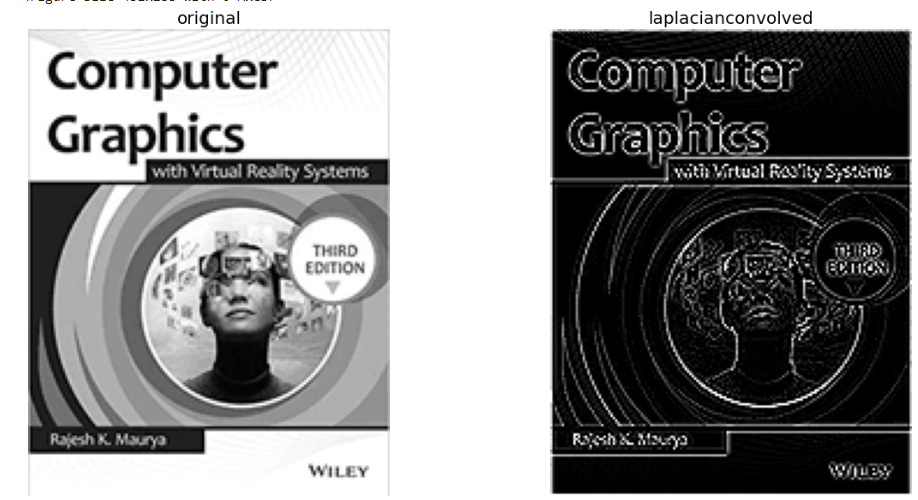 original
Computer
Graphics
with Virtual Reality Systems
THIRD
EDITION
Rajesh K. Maurya
WILEY
laplacianconvolved
Computer
Graphics
with Virtual Reality Systems
THIRD
EDITION
Rajesh K. Maurya
WILEY